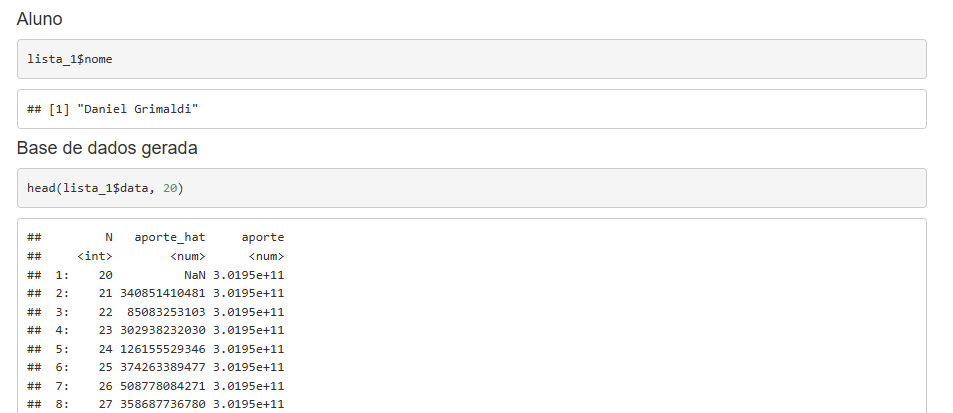 Aluno
lista_1$nome
## [1] "Daniel Grimaldi"
Base de dados gerada
head(lista_1$data, 20)
##         N   aporte_hat     aporte
##     <int>        <num>      <num>
##  1:    20          NaN 3.0195e+11
##  2:    21 340851410481 3.0195e+11
##  3:    22  85083253103 3.0195e+11
##  4:    23 302938232030 3.0195e+11
##  5:    24 126155529346 3.0195e+11
##  6:    25 374263389477 3.0195e+11
##  7:    26 508778084271 3.0195e+11
##  8:    27 358687736780 3.0195e+11